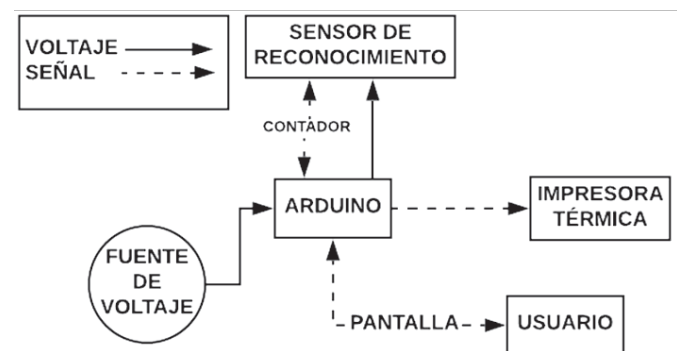 VOLTAJE
SEÑAL
SENSOR DE
RECONOCIMIENTO
CONTADOR
ARDUINO
IMPRESORA
TÉRMICA
FUENTE
DE
VOLTAJE
PANTALLA
USUARIO